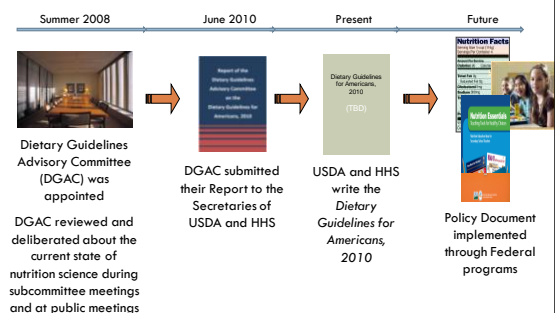 Summer 2008
June 2010
Present
Future
Dietary Guidelines
Advisory Committee
(DGAC) was
appointed
DGAC reviewed and
deliberated about the
current state of
nutrition science during
subcommittee meetings
and at public meetings
Report of the
Dietary Guidelines
Advisory Committee
on the
Dietary Guidelines for
Americans, 2010
DGAC submitted
their Report to the
Secretaries of
USDA and HHS
Dietary Guidelines
for Americans,
2010
(TBD)
USDA and HHS
write the
Dietary
Guidelines for
Americans,
2010
Nutrition Facts
Nutrition Essentials
Policy Document
implemented
through Federal
programs